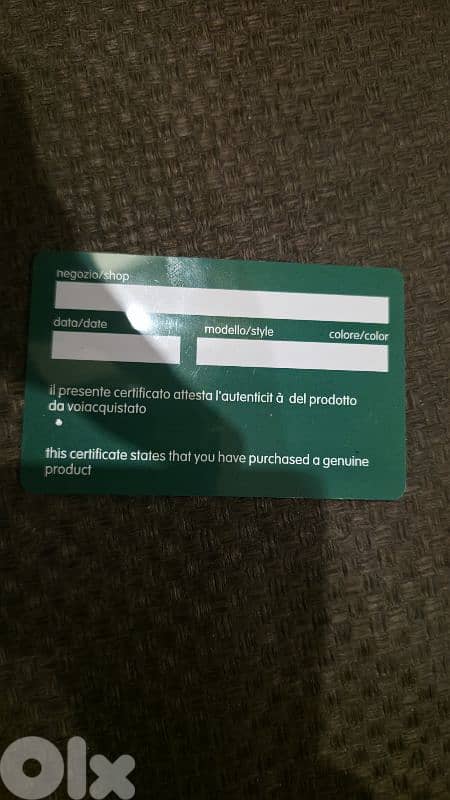 negozio/shop
data/date
modello/style
colore/color
il presente certificato attesta l'autenticit à del prodotto
da voiacquistato
this certificate states that you have purchased a genuine
product
Olx